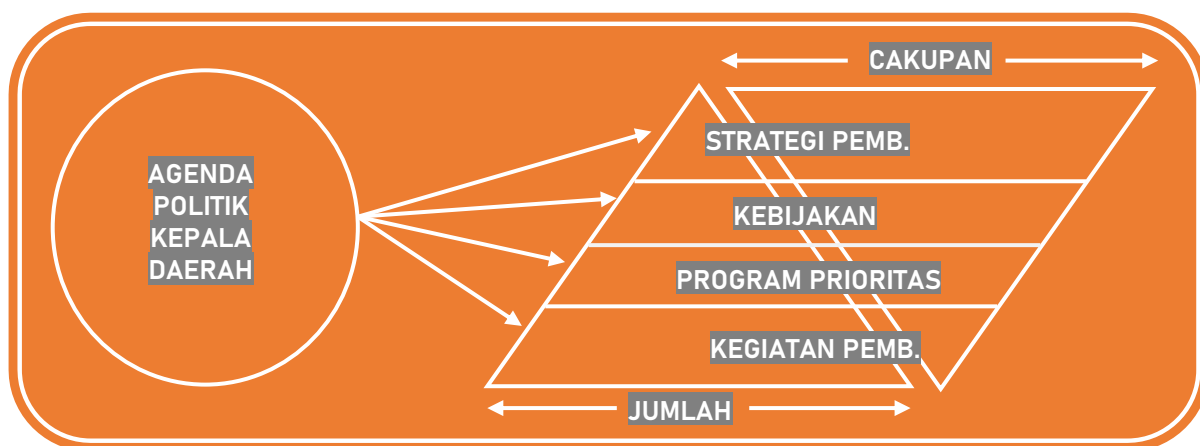 CAKUPAN
AGENDA
POLITIK
KEPALA
DAERAH
STRATEGI PEMB.
KEBIJAKAN
PROGRAM PRIORITAS
KEGIATAN PEMB.
JUMLAH